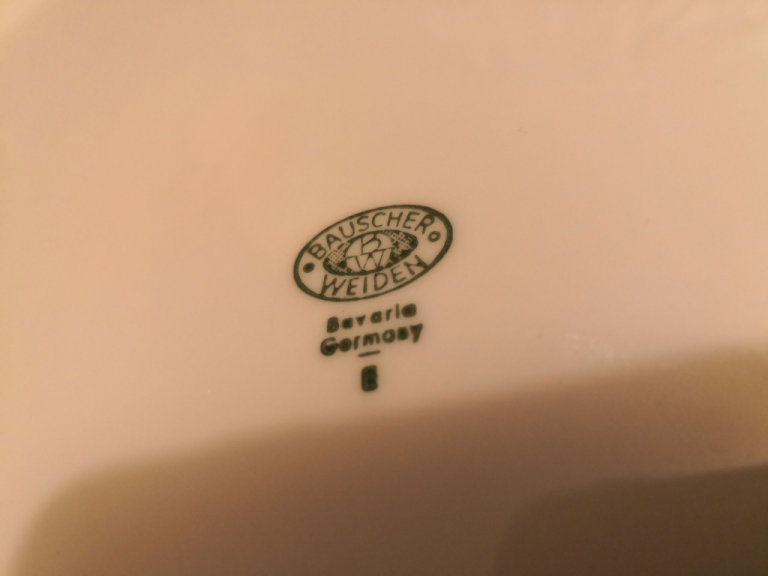 BAUSCHER
B
W
WEIDEN
Bavaria
Germany